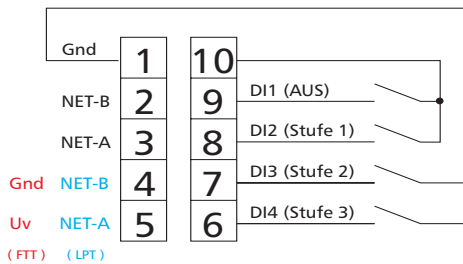 Gnd 1 10
NET-B 2 9 DI1 (AUS)
NET-A 3 8 DI2 (Stufe 1)
Gnd NET-B 4 7 DI3 (Stufe 2)
Uv NET-A 5 6 DI4 (Stufe 3)
( FTT ) ( LPT )